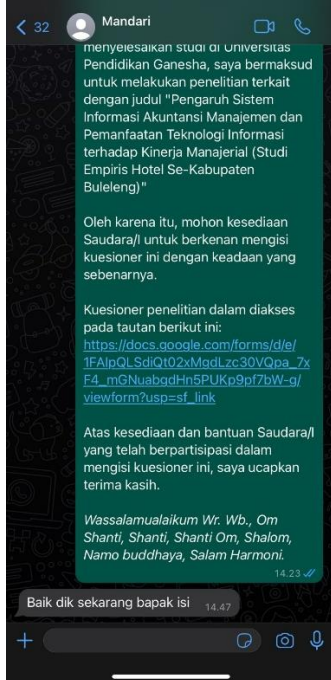 32
Mandari
menyelesaikan studi di Universitas
Pendidikan Ganesha, saya bermaksud
untuk melakukan penelitian terkait
dengan judul "Pengaruh Sistem
Informasi Akuntansi Manajemen dan
Pemanfaatan Teknologi Informasi
terhadap Kinerja Manajerial (Studi
Empiris Hotel Se-Kabupaten
Buleleng)"
Oleh karena itu, mohon kesediaan
Saudara/I untuk berkenan mengisi
kuesioner ini dengan keadaan yang
sebenarnya.
Kuesioner penelitian dalam diakses
pada tautan berikut ini:
https://docs.google.com/forms/d/e/
1FAIpQLSdiQt02xMgdLzc30VQpa_7x
F4_mGNuabgdHn5PUKp9pf7bW-g/
viewform?usp=sf_link
Atas kesediaan dan bantuan Saudara/I
yang telah berpartisipasi dalam
mengisi kuesioner ini, saya ucapkan
terima kasih.
Wassalamualaikum Wr. Wb., Om
Shanti, Shanti, Shanti Om, Shalom,
Namo buddhaya, Salam Harmoni.
14.23
Baik dik sekarang bapak isi 14.47